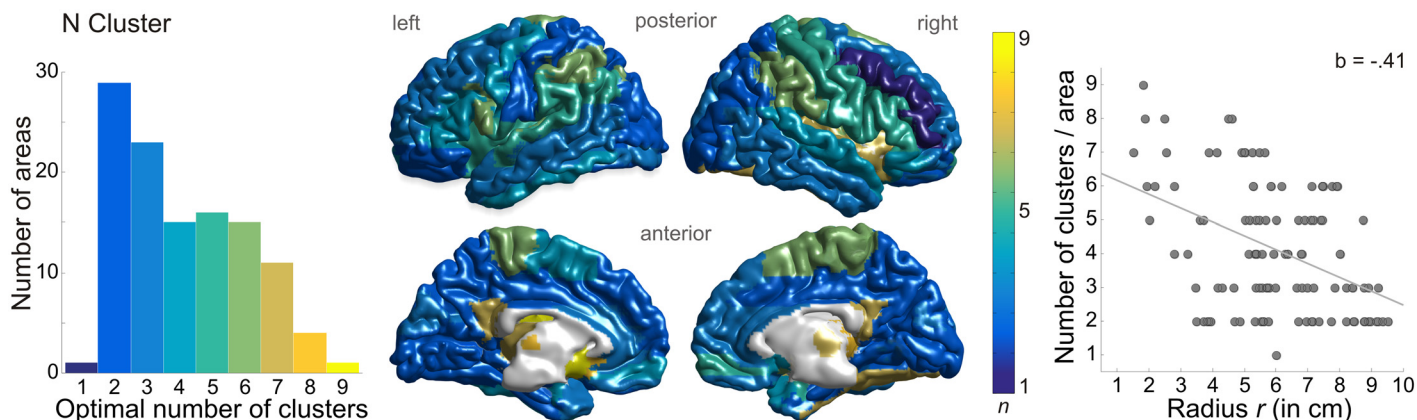 N Cluster
Number of areas
30
20
10
0
1 2 3 4 5 6 7 8 9
Optimal number of clusters
left posterior right
anterior
9
5
1
n
b = -.41
Number of clusters / area
9
8
7
6
5
4
3
2
1
1 2 3 4 5 6 7 8 9 10
Radius r (in cm)